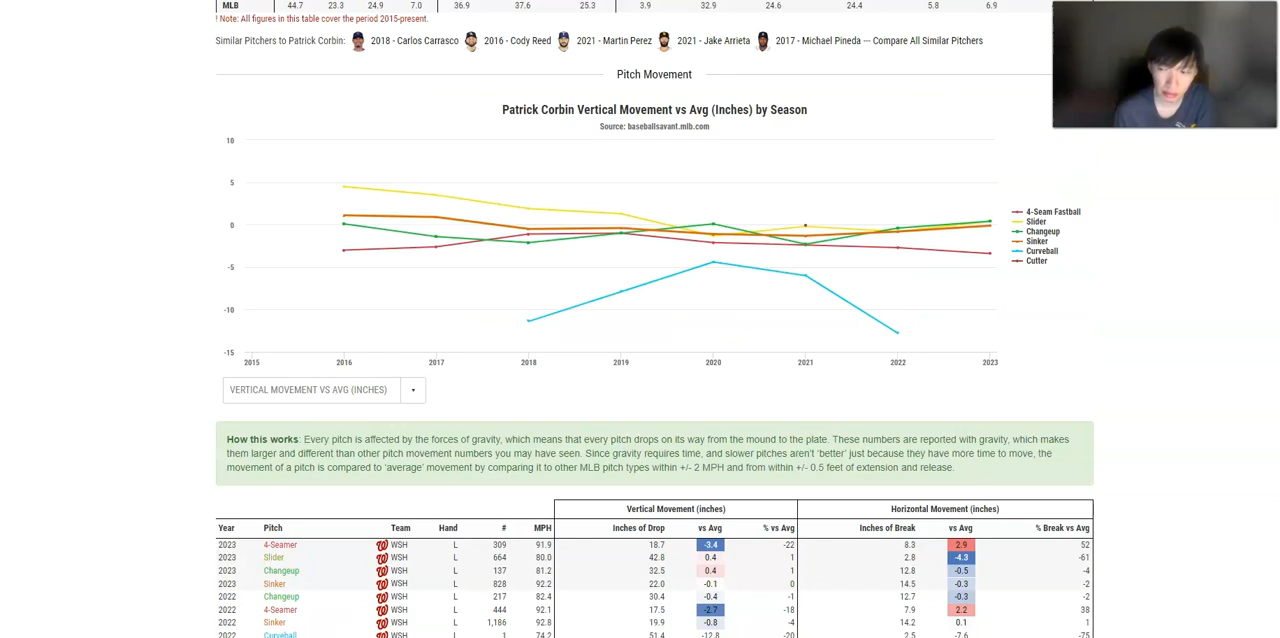 MLB 44.7 23.3 24.9 7.0 36.9 37.6 25.3 3.9 32.9 24.6 24.4 5.8 6.9
! Note: All figures in this table cover the period 2015-present.
Similar Pitchers to Patrick Corbin: 2018 - Carlos Carrasco 2016 - Cody Reed 2021 - Martin Perez 2021 - Jake Arrieta 2017 - Michael Pineda --- Compare All Similar Pitchers
Pitch Movement
Patrick Corbin Vertical Movement vs Avg (Inches) by Season
Source: baseballsavant.mlb.com
10
5
0
-5
-10
-15
2015 2016 2017 2018 2019 2020 2021 2022 2023
4-Seam Fastball
Slider
Changeup
Sinker
Curveball
Cutter
VERTICAL MOVEMENT VS AVG (INCHES)
How this works: Every pitch is affected by the forces of gravity, which means that every pitch drops on its way from the mound to the plate. These numbers are reported with gravity, which makes
them larger and different than other pitch movement numbers you may have seen. Since gravity requires time, and slower pitches aren't 'better' just because they have more time to move, the
movement of a pitch is compared to 'average' movement by comparing it to other MLB pitch types within +/- 2 MPH and from within +/- 0.5 feet of extension and release.
Vertical Movement (inches) Horizontal Movement (inches)
Year Pitch Team Hand # MPH Inches of Drop vs Avg % vs Avg Inches of Break vs Avg % Break vs Avg
2023 4-Seamer WSH L 309 91.9 18.7 -3.4 -22 8.3 2.9 52
2023 Slider WSH L 664 80.0 42.8 0.4 1 2.8 -4.3 -61
2023 Changeup WSH L 137 81.2 32.5 0.4 1 12.8 -0.5 -4
2023 Sinker WSH L 828 92.2 22.0 -0.1 0 14.5 -0.3 -2
2022 Changeup WSH L 217 82.4 30.4 -0.4 -1 12.7 -0.3 -2
2022 4-Seamer WSH L 444 92.1 17.5 -2.7 -18 7.9 2.2 38
2022 Sinker WSH L 1,186 92.8 19.9 -0.8 -4 14.2 0.1 1
2022 Curveball WSH L 1 74.2 51.4 -12.8 -20 2.5 -7.6 -75